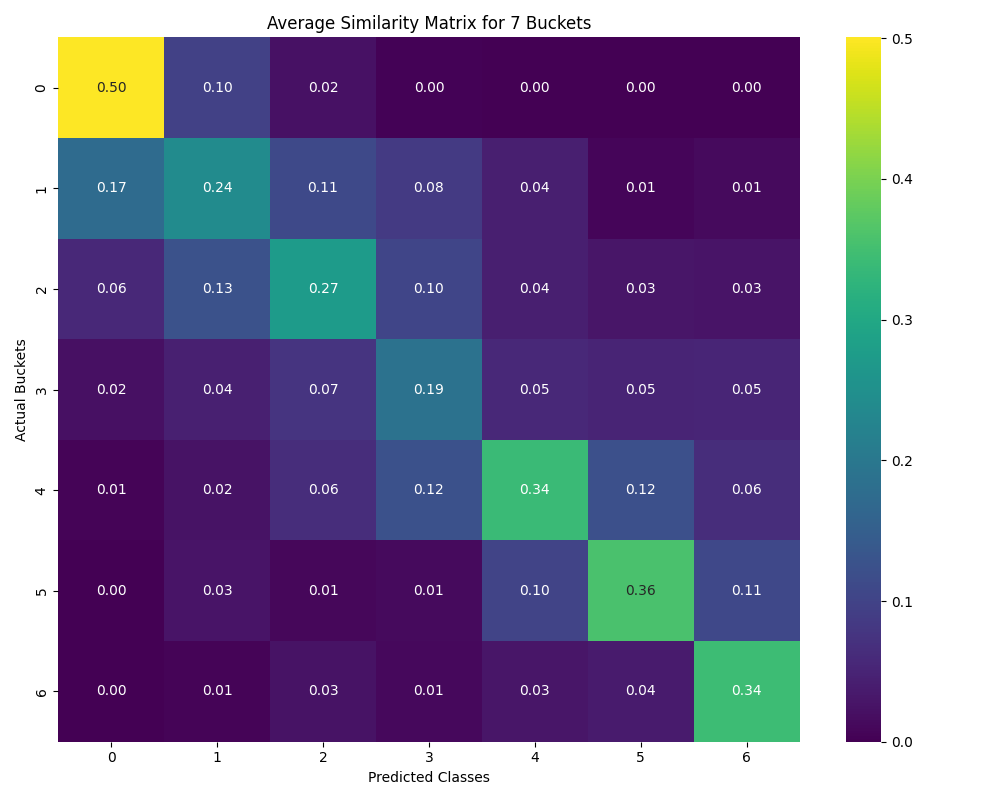 Average Similarity Matrix for 7 Buckets
0 0.50 0.10 0.02 0.00 0.00 0.00 0.00
1 0.17 0.24 0.11 0.08 0.04 0.01 0.01
2 0.06 0.13 0.27 0.10 0.04 0.03 0.03
3 0.02 0.04 0.07 0.19 0.05 0.05 0.05
4 0.01 0.02 0.06 0.12 0.34 0.12 0.06
5 0.00 0.03 0.01 0.01 0.10 0.36 0.11
6 0.00 0.01 0.03 0.01 0.03 0.04 0.34
Actual Buckets
0 1 2 3 4 5 6
Predicted Classes
0.5
0.4
0.3
0.2
0.1
0.0